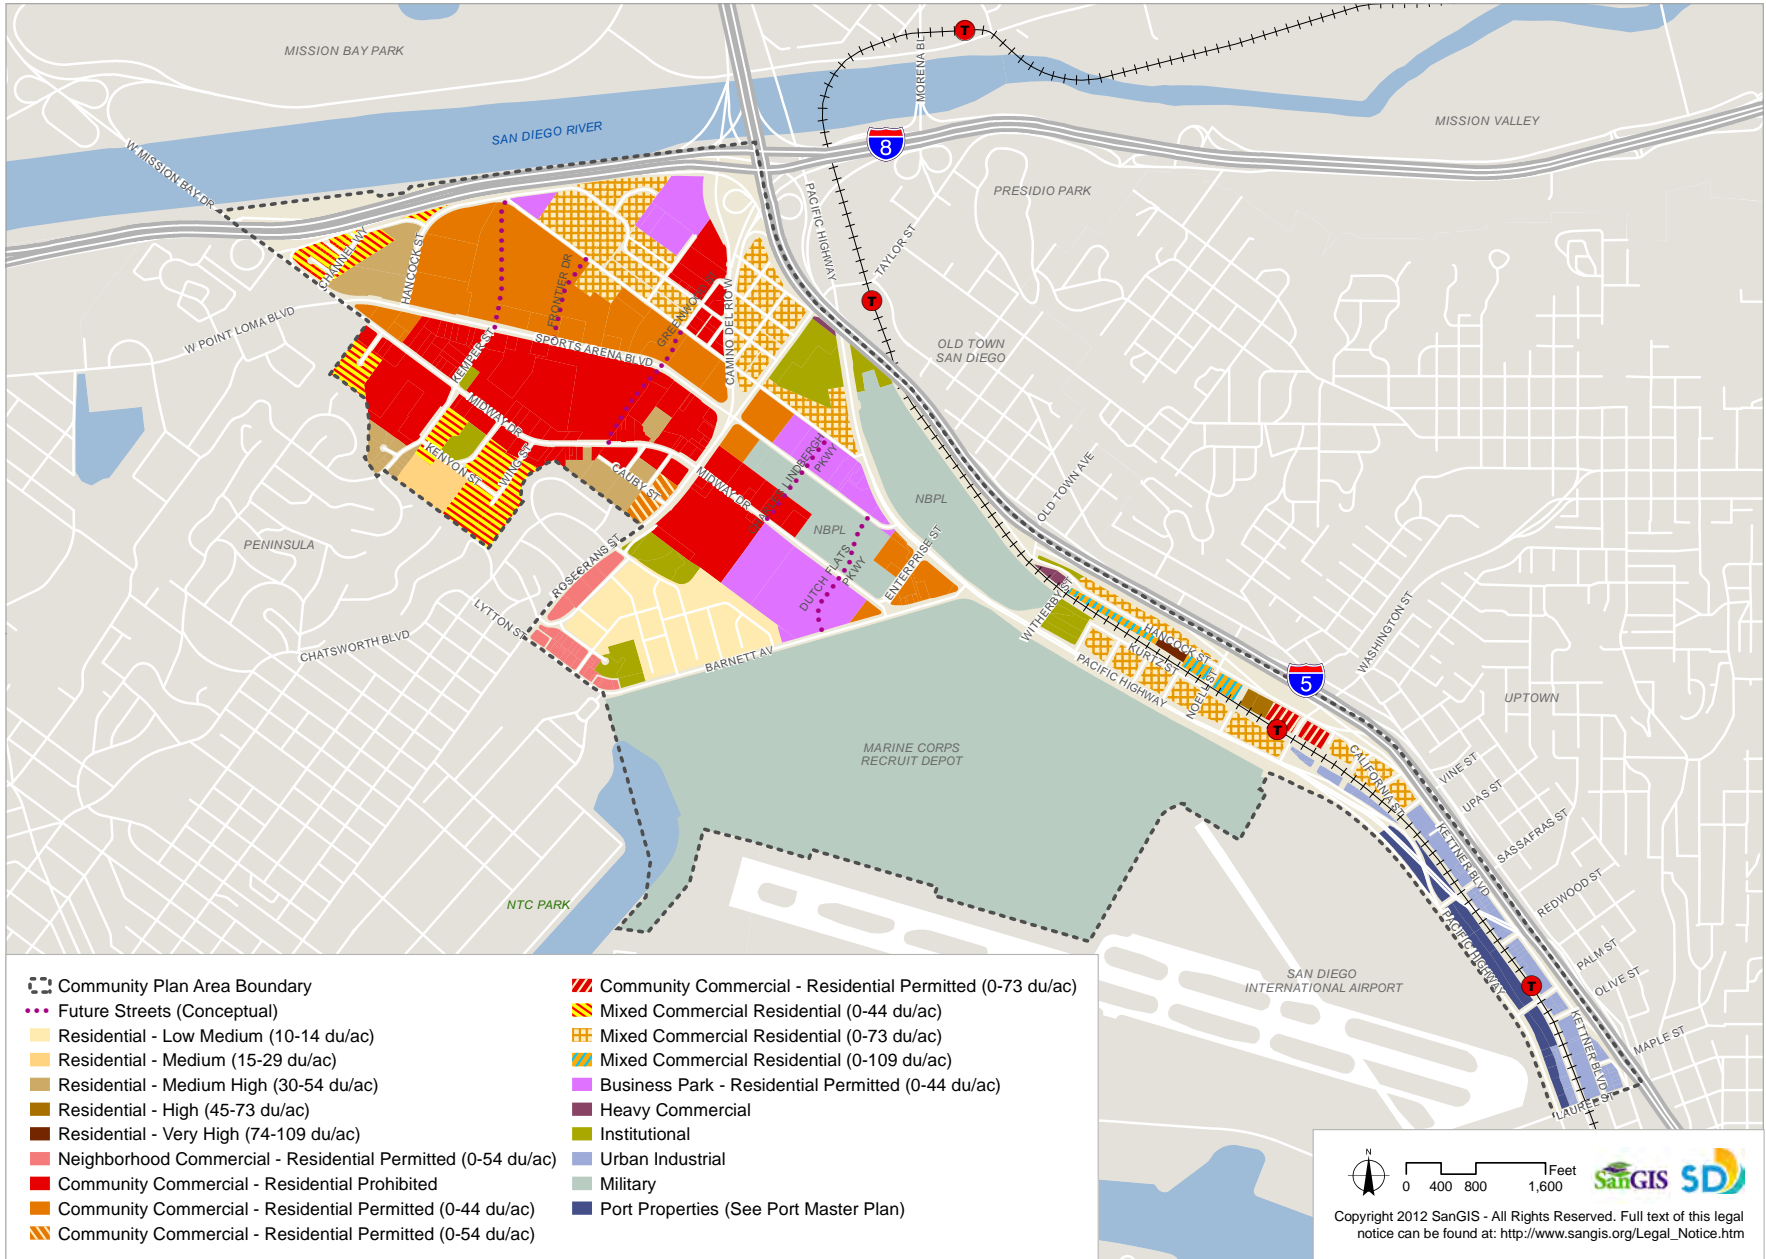 MISSION BAY PARK
SAN DIEGO RIVER
MORENA BL
T
8
MISSION VALLEY
W MISSION BAY DR
PACIFIC HIGHWAY
PRESIDIO PARK
TAYLOR ST
T
CHANNEL WY
HANCOCK ST
FRONTIER DR
GREENWOOD ST
CAMINO DEL RIO W
W POINT LOMA BLVD
KEMPER ST
SPORTS ARENA BLVD
OLD TOWN
SAN DIEGO
MIDWAY DR
KENYON ST
WING ST
CAUBY ST
MIDWAY DR
LINDBERGH
PKWY
NBPL
NBPL
OLD TOWN AVE
PENINSULA
ROSECRANS ST
DUTCH FLATS
PKWY
ENTERPRISE ST
LYTTON ST
CHATSWORTH BLVD
BARNETT AV
WITHERBY ST
HANCOCK ST
KURTZ ST
PACIFIC HIGHWAY
NOELL ST
WASHINGTON ST
5
UPTOWN
T
MARINE CORPS
RECRUIT DEPOT
CALIFORNIA ST
VINE ST
UPAS ST
SASSAFRAS ST
KETTNER BLVD
REDWOOD ST
NTC PARK
PACIFIC HIGHWAY
PALM ST
OLIVE ST
T
SAN DIEGO
INTERNATIONAL AIRPORT
KETTNER BLVD
MAPLE ST
LAUREL ST
Community Plan Area Boundary
Future Streets (Conceptual)
Residential - Low Medium (10-14 du/ac)
Residential - Medium (15-29 du/ac)
Residential - Medium High (30-54 du/ac)
Residential - High (45-73 du/ac)
Residential - Very High (74-109 du/ac)
Neighborhood Commercial - Residential Permitted (0-54 du/ac)
Community Commercial - Residential Prohibited
Community Commercial - Residential Permitted (0-44 du/ac)
Community Commercial - Residential Permitted (0-54 du/ac)
Community Commercial - Residential Permitted (0-73 du/ac)
Mixed Commercial Residential (0-44 du/ac)
Mixed Commercial Residential (0-73 du/ac)
Mixed Commercial Residential (0-109 du/ac)
Business Park - Residential Permitted (0-44 du/ac)
Heavy Commercial
Institutional
Urban Industrial
Military
Port Properties (See Port Master Plan)
N
Feet
0 400 800 1,600
SanGIS SD
Copyright 2012 SanGIS - All Rights Reserved. Full text of this legal
notice can be found at: http://www.sangis.org/Legal_Notice.htm